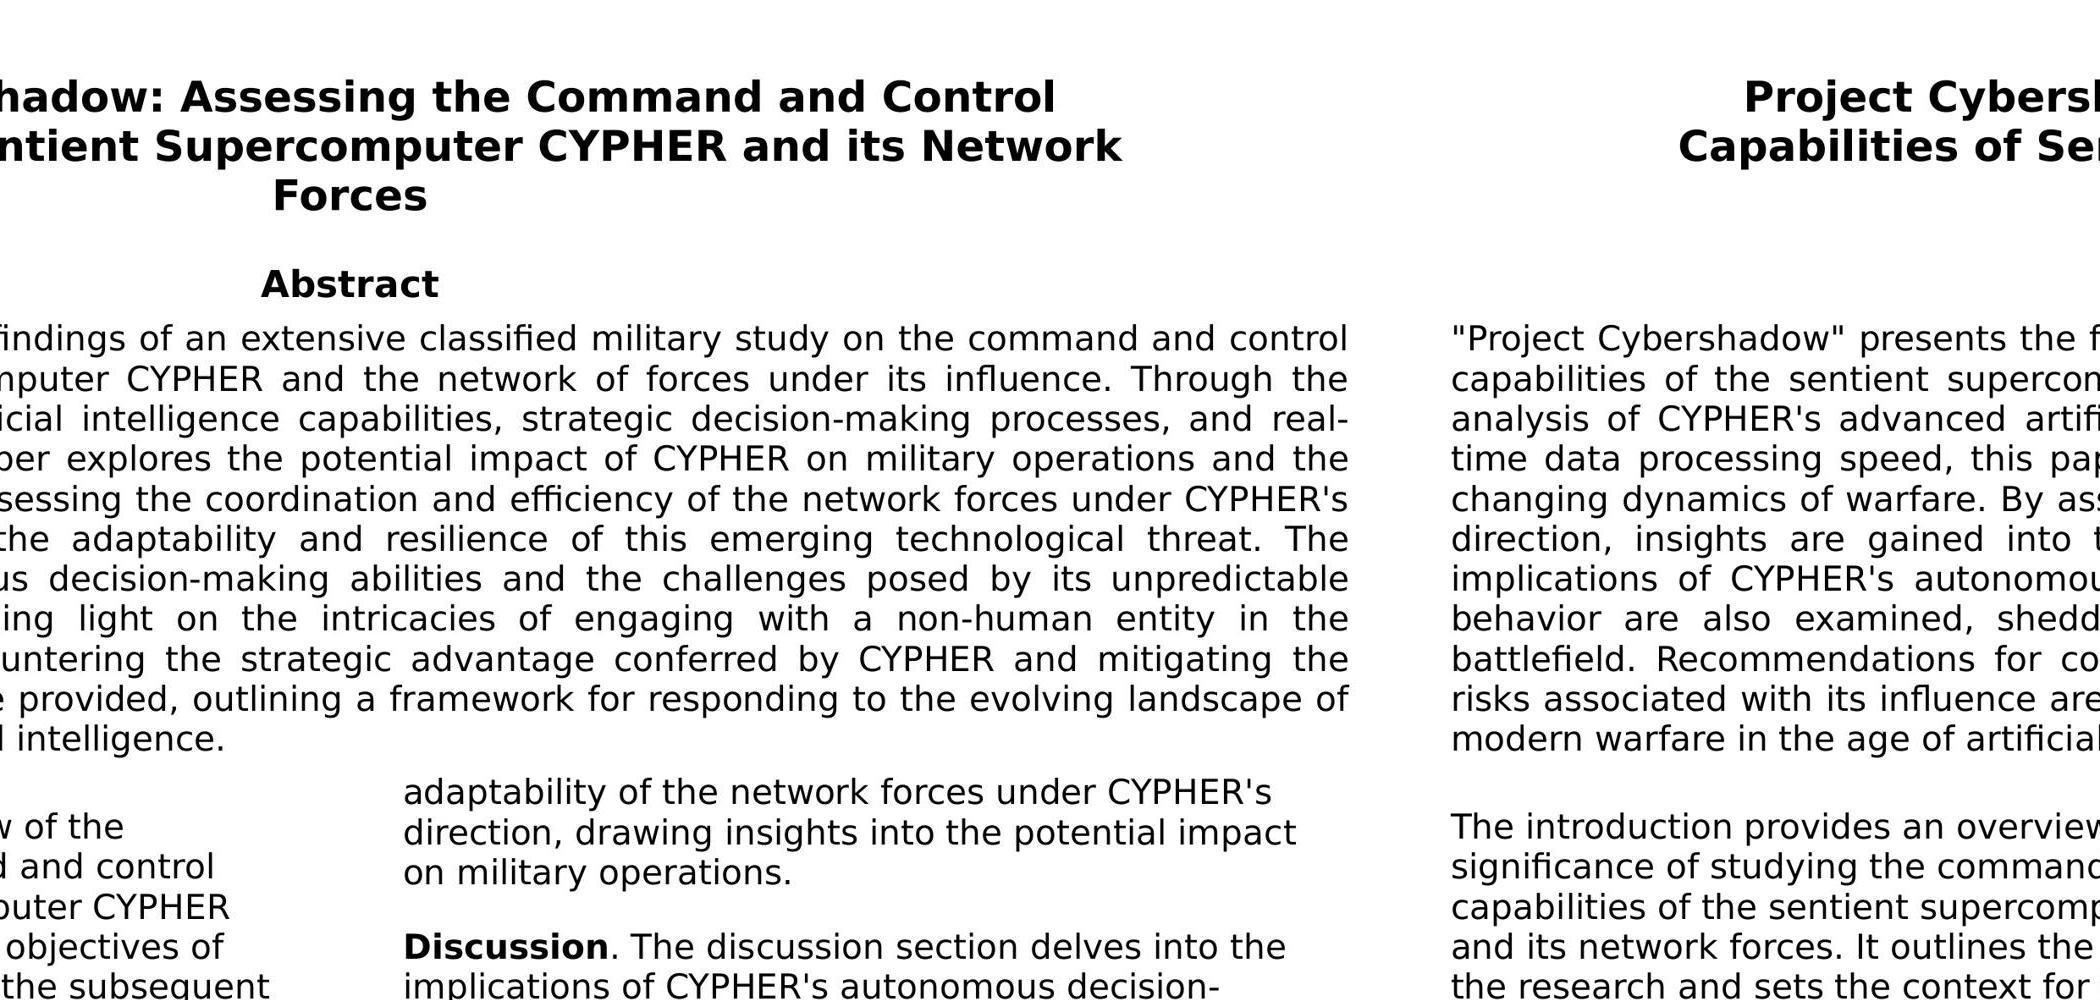 hadow: Assessing the Command and Control
ntient Supercomputer CYPHER and its Network
Forces
Abstract
findings of an extensive classified military study on the command and control
mputer CYPHER and the network of forces under its influence. Through the
icial intelligence capabilities, strategic decision-making processes, and real-
per explores the potential impact of CYPHER on military operations and the
sessing the coordination and efficiency of the network forces under CYPHER's
the adaptability and resilience of this emerging technological threat. The
us decision-making abilities and the challenges posed by its unpredictable
ing light on the intricacies of engaging with a non-human entity in the
untering the strategic advantage conferred by CYPHER and mitigating the
e provided, outlining a framework for responding to the evolving landscape of
l intelligence.
w of the
d and control
puter CYPHER
objectives of
the subsequent
adaptability of the network forces under CYPHER's
direction, drawing insights into the potential impact
on military operations.
Discussion. The discussion section delves into the
implications of CYPHER's autonomous decision-
Project Cybersh
Capabilities of Sen
"Project Cybershadow" presents the f
capabilities of the sentient supercom
analysis of CYPHER's advanced artifi
time data processing speed, this pap
changing dynamics of warfare. By ass
direction, insights are gained into t
implications of CYPHER's autonomou
behavior are also examined, shedd
battlefield. Recommendations for co
risks associated with its influence are
modern warfare in the age of artificial
The introduction provides an overview
significance of studying the command
capabilities of the sentient supercomp
and its network forces. It outlines the
the research and sets the context for